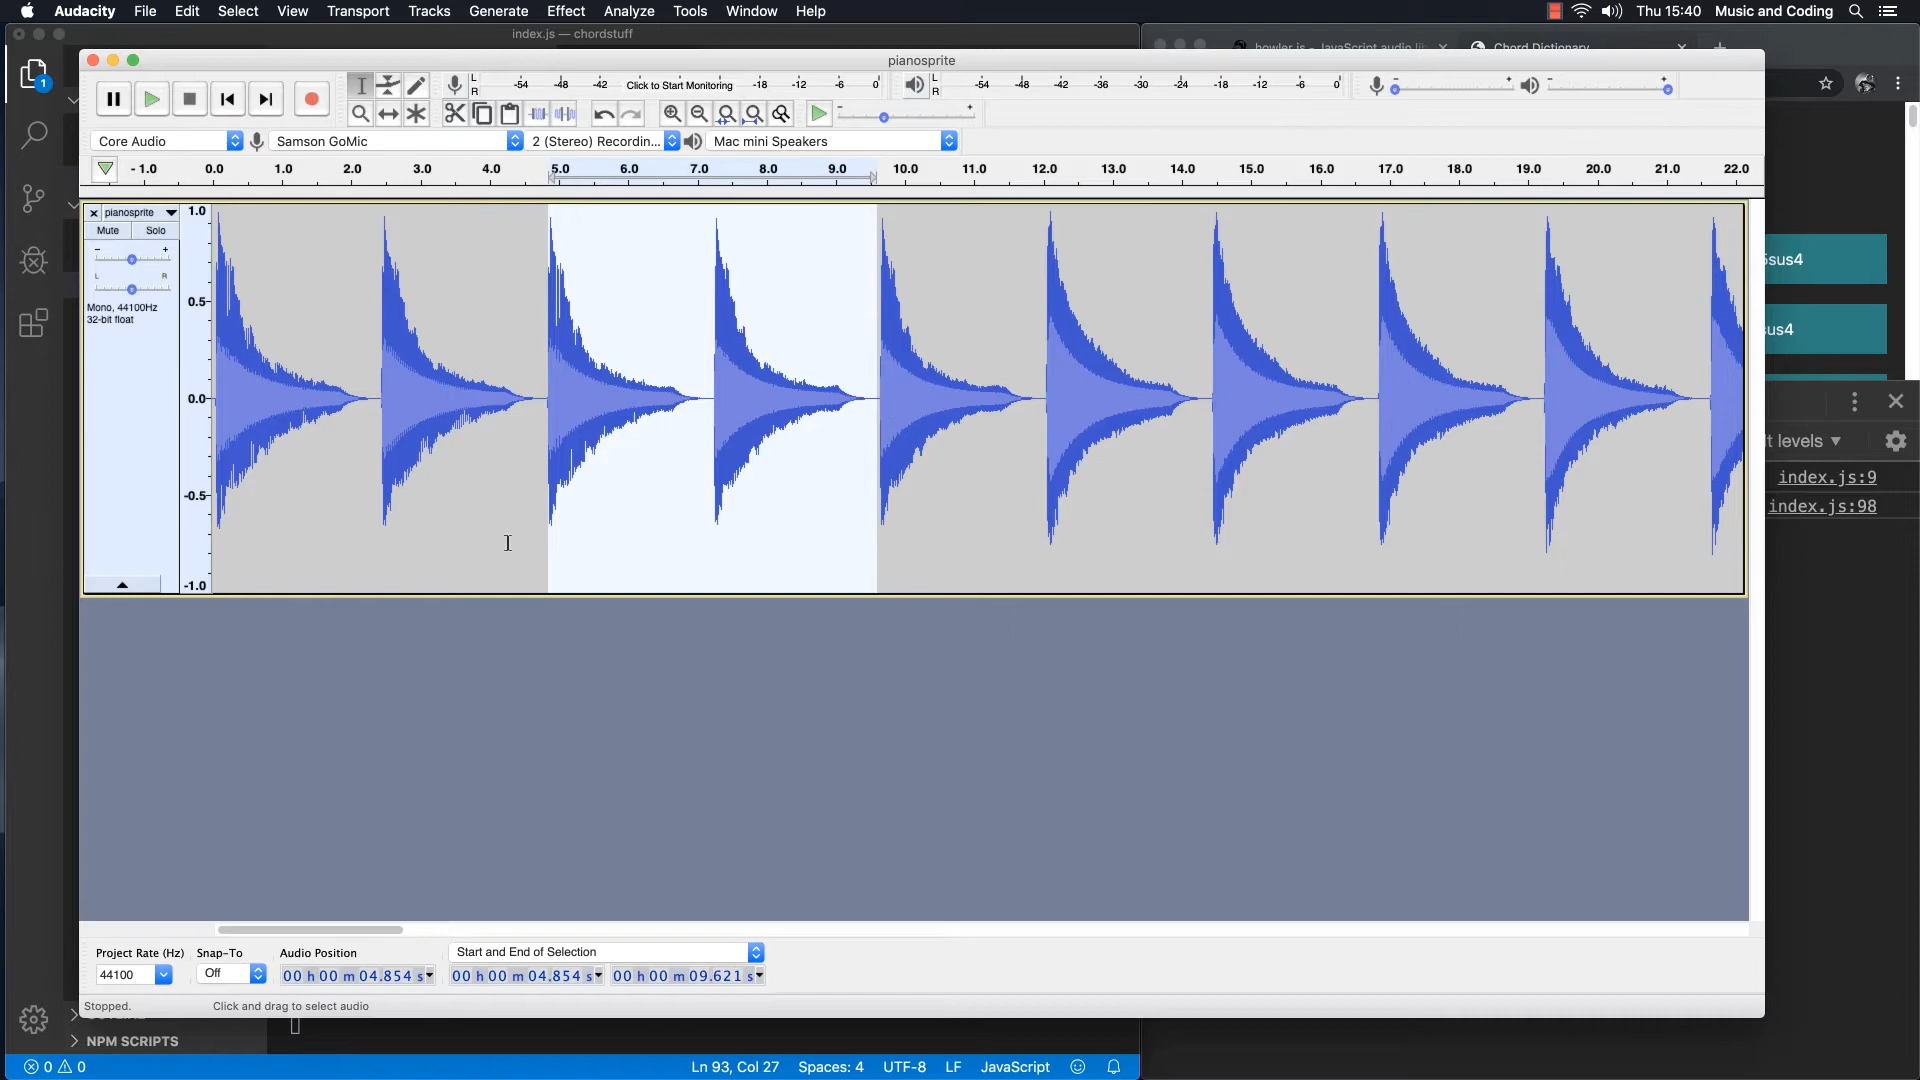 Audacity File Edit Select View Transport Tracks Generate Effect Analyze Tools Window Help Thu 15:40 Music and Coding
index.js — chordstuff
howler.js - JavaScript audio li Chord Dictionary
pianosprite
L R -54 -48 -42 Click to Start Monitoring -18 -12 -6 0 L R -54 -48 -42 -36 -30 -24 -18 -12 -6 0
Core Audio Samson GoMic 2 (Stereo) Recordin... Mac mini Speakers
-1.0 0.0 1.0 2.0 3.0 4.0 5.0 6.0 7.0 8.0 9.0 10.0 11.0 12.0 13.0 14.0 15.0 16.0 17.0 18.0 19.0 20.0 21.0 22.0
1
pianosprite
Mute Solo
- +
L R
Mono, 44100Hz
32-bit float
1.0
0.5
0.0
-0.5
-1.0
sus4
sus4
t levels
index.js:9
index.js:98
Project Rate (Hz) Snap-To Audio Position Start and End of Selection
44100 Off 00 h 00 m 04.854 s 00 h 00 m 04.854 s 00 h 00 m 09.621 s
Stopped. Click and drag to select audio
NPM SCRIPTS
0 0 Ln 93, Col 27 Spaces: 4 UTF-8 LF JavaScript